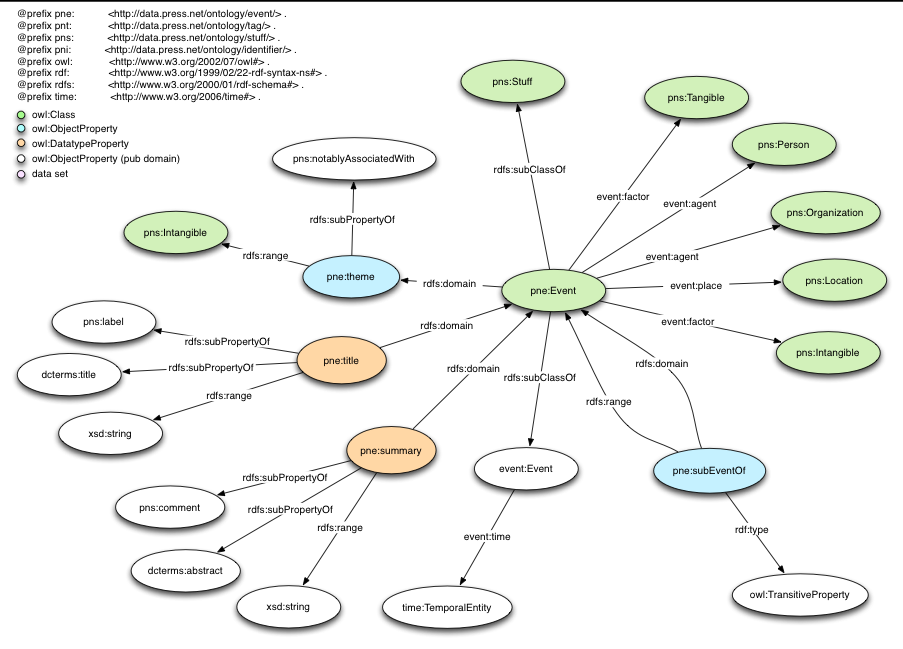 @prefix pne: <http://data.press.net/ontology/event/> .
@prefix pnt: <http://data.press.net/ontology/tag/> .
@prefix pns: <http://data.press.net/ontology/stuff/> .
@prefix pni: <http://data.press.net/ontology/identifier/> .
@prefix owl: <http://www.w3.org/2002/07/owl#> .
@prefix rdf: <http://www.w3.org/1999/02/22-rdf-syntax-ns#> .
@prefix rdfs: <http://www.w3.org/2000/01/rdf-schema#> .
@prefix time: <http://www.w3.org/2006/time#> .
owl:Class
owl:ObjectProperty
owl:DatatypeProperty
owl:ObjectProperty (pub domain)
data set
pns:Stuff
pns:Tangible
pns:Person
pns:notablyAssociatedWith
rdfs:subClassOf
event:factor
event:agent
pns:Organization
rdfs:subPropertyOf
pns:Intangible
rdfs:range
event:agent
pne:theme
rdfs:domain
pne:Event
event:place
pns:Location
pns:label
rdfs:domain
event:factor
rdfs:subPropertyOf
pns:Intangible
pne:title
dcterms:title
rdfs:subPropertyOf
rdfs:domain
rdfs:subClassOf
rdfs:domain
rdfs:range
rdfs:range
xsd:string
pne:summary
event:Event
pne:subEventOf
rdfs:subPropertyOf
pns:comment
rdfs:subPropertyOf
rdfs:range
event:time
rdf:type
dcterms:abstract
xsd:string
time:TemporalEntity
owl:TransitiveProperty